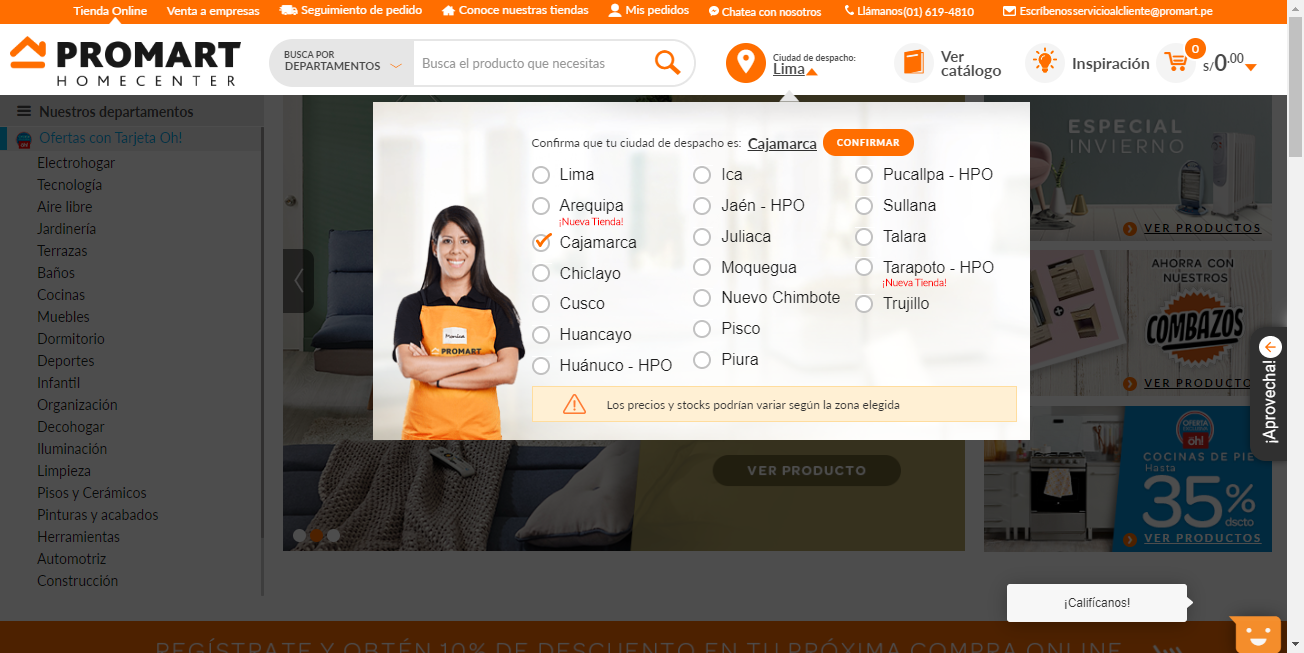 Tienda Online
Venta a empresas
Seguimiento de pedido
Conoce nuestras tiendas
Mis pedidos
Chatea con nosotros
Llámanos(01) 619-4810
Escríbenosservicioalcliente@promart.pe
PROMART
HOMECENTER
BUSCA POR
DEPARTAMENTOS
Busca el producto que necesitas
Ciudad de despacho:
Lima
Ver
catálogo
Inspiración
0
S/0.00
Nuestros departamentos
Ofertas con Tarjeta Oh!
Electrohogar
Tecnología
Aire libre
Jardinería
Terrazas
Baños
Cocinas
Muebles
Dormitorio
Deportes
Infantil
Organización
Decohogar
Iluminación
Limpieza
Pisos y Cerámicos
Pinturas y acabados
Herramientas
Automotriz
Construcción
Confirma que tu ciudad de despacho es: Cajamarca
CONFIRMAR
Lima
Arequipa
¡Nueva Tienda!
Cajamarca
Chiclayo
Cusco
Huancayo
Huánuco - HPO
Ica
Jaén - HPO
Juliaca
Moquegua
Nuevo Chimbote
Pisco
Piura
Pucallpa - HPO
Sullana
Talara
Tarapoto - HPO
¡Nueva Tienda!
Trujillo
PROMART
Los precios y stocks podrían variar según la zona elegida
VER PRODUCTO
ESPECIAL
INVIERNO
VER PRODUCTOS
AHORRA CON
NUESTROS
COMBAZOS
VER PRODUCTO
¡Aprovecha!
OFERTA
EXCLUSIVA
oh!
COCINAS DE PIE
Hasta
35%
dscto
VER PRODUCTOS
¡Califícanos!
REGÍSTRATE Y OBTÉN 10% DE DESCUENTO EN TU PRÓXIMA COMPRA ONLINE